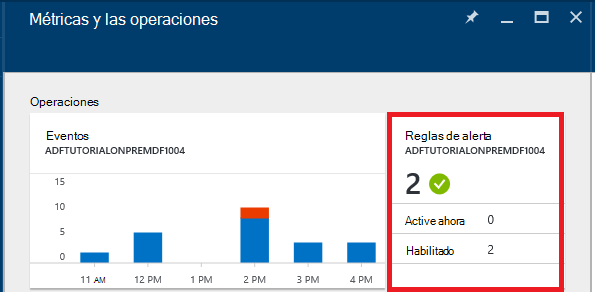 Métricas y las operaciones
Operaciones
Eventos
ADFTUTORIALONPREMDF1004
15
10
5
0
11 AM 12 PM 1 PM 2 PM 3 PM 4 PM
Reglas de alerta
ADFTUTORIALONPREMDF1004
2
Active ahora 0
Habilitado 2